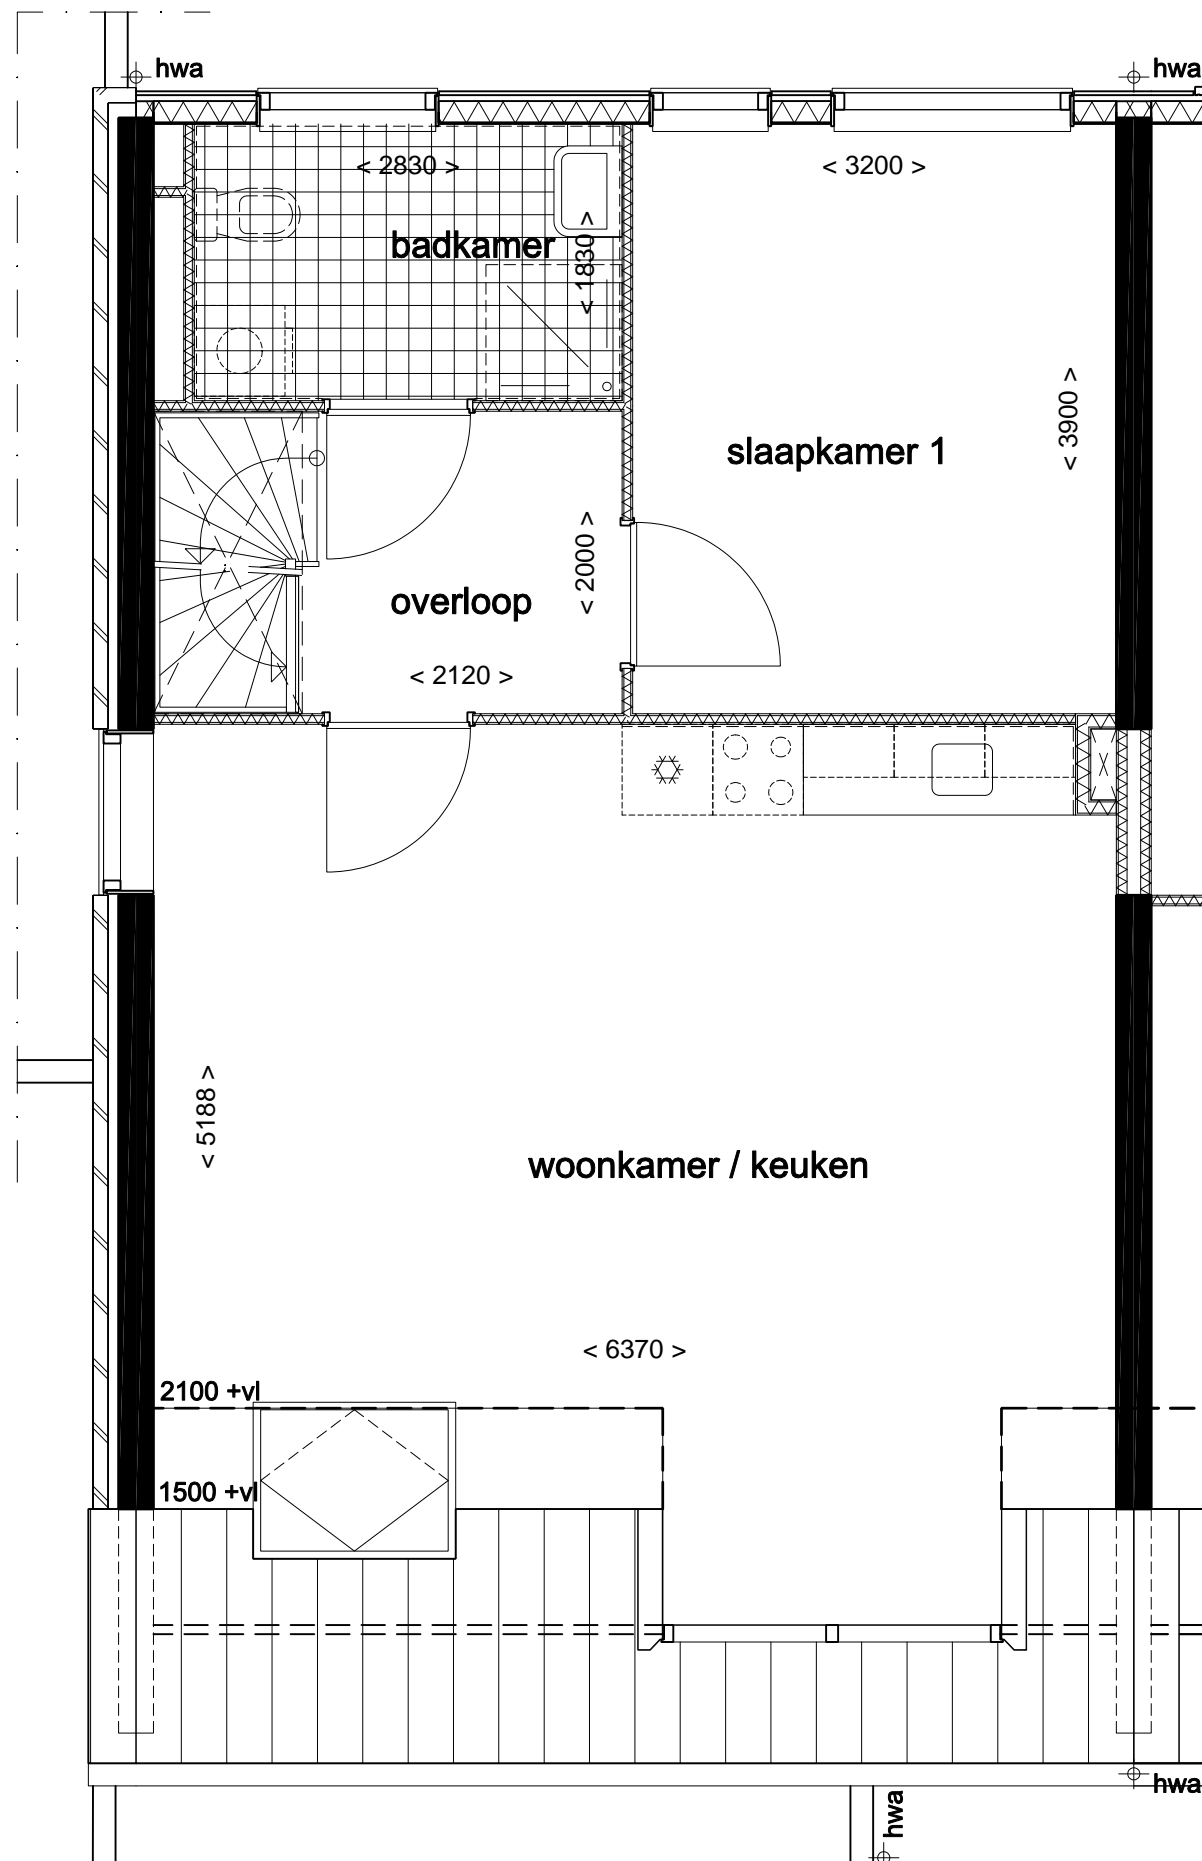 hwa
hwa
< 2830 >
< 3200 >
badkamer
< 1830 >
< 3900 >
slaapkamer 1
< 2000 >
overloop
< 2120 >
< 5188 >
woonkamer / keuken
< 6370 >
2100 +vl
1500 +vl
hwa
hwa